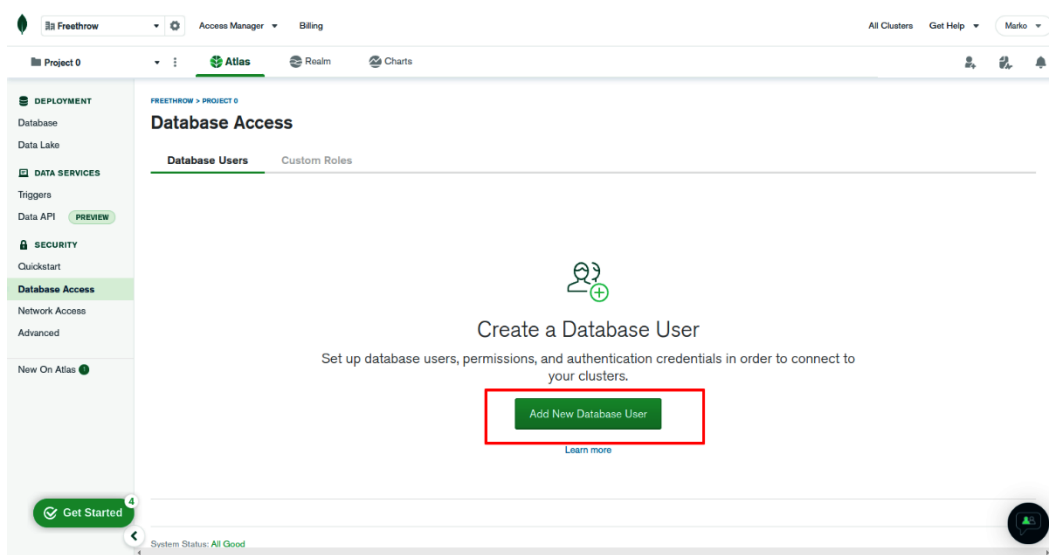 Freethrow
Access Manager
Billing
All Clusters
Get Help
Marko
Project 0
Atlas
Realm
Charts
DEPLOYMENT
Database
Data Lake
DATA SERVICES
Triggers
Data API PREVIEW
SECURITY
Quickstart
Database Access
Network Access
Advanced
New On Atlas
FREETHROW > PROJECT 0
Database Access
Database Users
Custom Roles
Create a Database User
Set up database users, permissions, and authentication credentials in order to connect to
your clusters.
Add New Database User
Learn more
Get Started
4
System Status: All Good